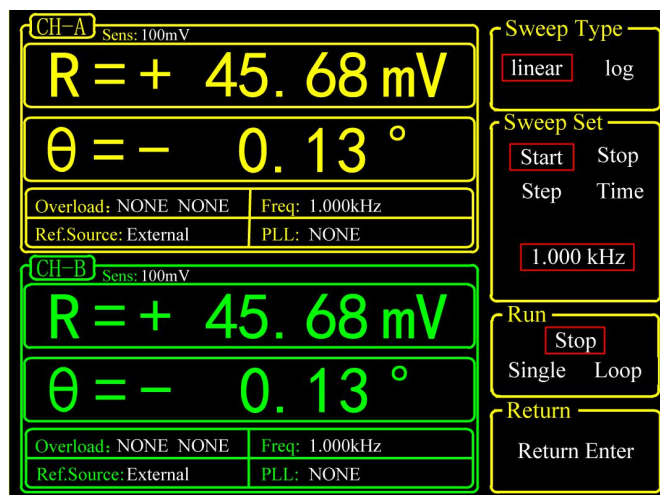 CH-A Sens: 100mV
R = + 45.68 mV
θ = - 0.13 °
Overload: NONE NONE Freq: 1.000kHz
Ref.Source: External PLL: NONE
CH-B Sens: 100mV
R = + 45.68 mV
θ = - 0.13 °
Overload: NONE NONE Freq: 1.000kHz
Ref.Source: External PLL: NONE
Sweep Type
linear log
Sweep Set
Start Stop
Step Time
1.000 kHz
Run
Stop
Single Loop
Return
Return Enter